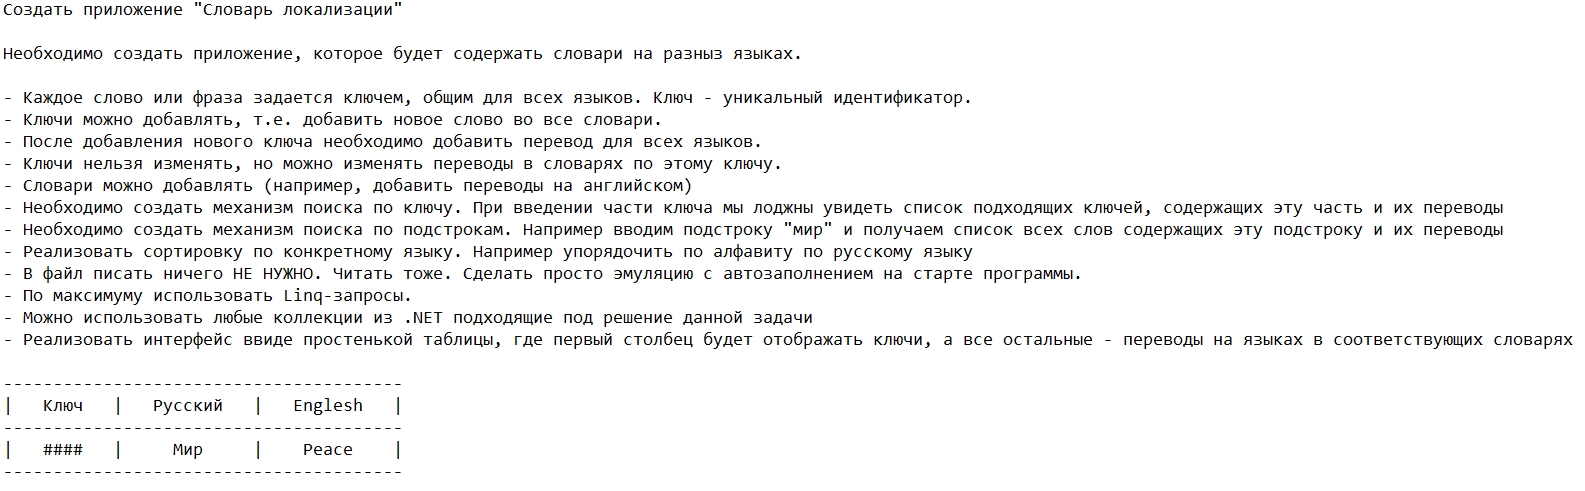 Создать приложение "Словарь локализации"
Необходимо создать приложение, которое будет содержать словари на разныз языках.
- Каждое слово или фраза задается ключем, общим для всех языков. Ключ - уникальный идентификатор.
- Ключи можно добавлять, т.е. добавить новое слово во все словари.
- После добавления нового ключа необходимо добавить перевод для всех языков.
- Ключи нельзя изменять, но можно изменять переводы в словарях по этому ключу.
- Словари можно добавлять (например, добавить переводы на английском)
- Необходимо создать механизм поиска по ключу. При введении части ключа мы лоджны увидеть список подходящих ключей, содержащих эту часть и их переводы
- Необходимо создать механизм поиска по подстрокам. Например вводим подстроку "мир" и получаем список всех слов содержащих эту подстроку и их переводы
- Реализовать сортировку по конкретному языку. Например упорядочить по алфавиту по русскому языку
- В файл писать ничего НЕ НУЖНО. Читать тоже. Сделать просто эмуляцию с автозаполнением на старте программы.
- По максимуму использовать Linq-запросы.
- Можно использовать любые коллекции из .NET подходящие под решение данной задачи
- Реализовать интерфейс ввиде простенькой таблицы, где первый столбец будет отображать ключи, а все остальные - переводы на языках в соответствующих словарях
----------------------------------------
|   Ключ   |   Русский   |   Englesh   |
----------------------------------------
|   ####   |     Мир     |    Peace    |
----------------------------------------